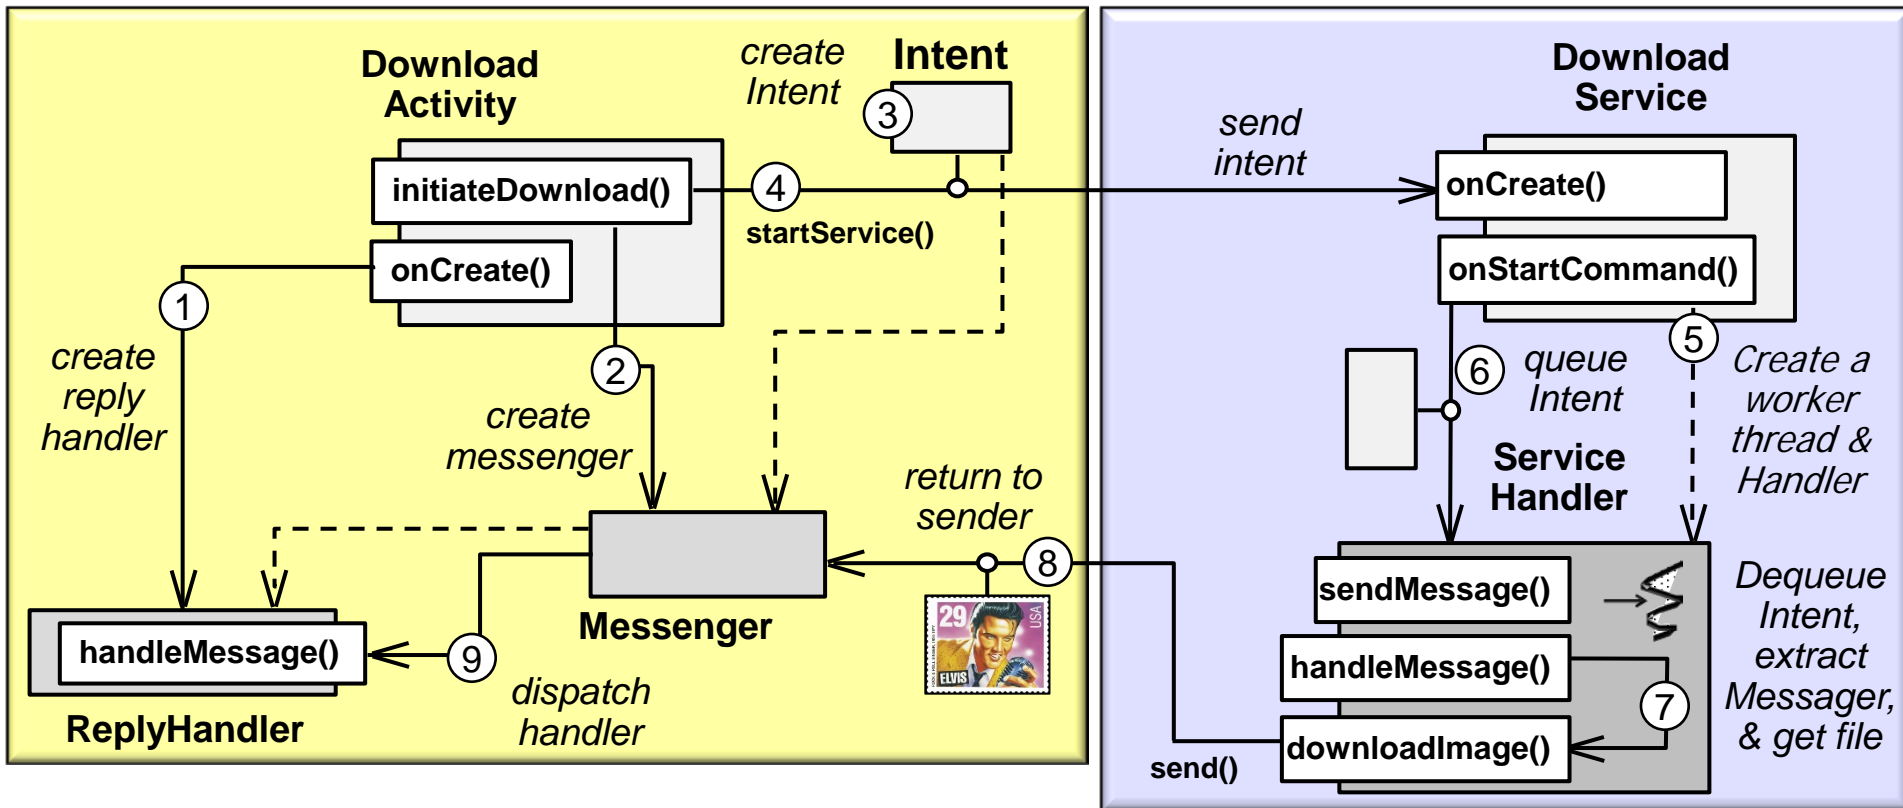 Download
Activity
create
Intent
Intent
3
initiateDownload()
4
startService()
onCreate()
1
create
reply
handler
2
create
messenger
return to
sender
8
Messenger
29
USA
ELVIS
handleMessage()
9
dispatch
handler
ReplyHandler
send
intent
Download
Service
onCreate()
onStartCommand()
5
6
queue
Intent
Create a
worker
thread &
Handler
Service
Handler
sendMessage()
handleMessage()
7
downloadImage()
send()
Dequeue
Intent,
extract
Messager,
& get file